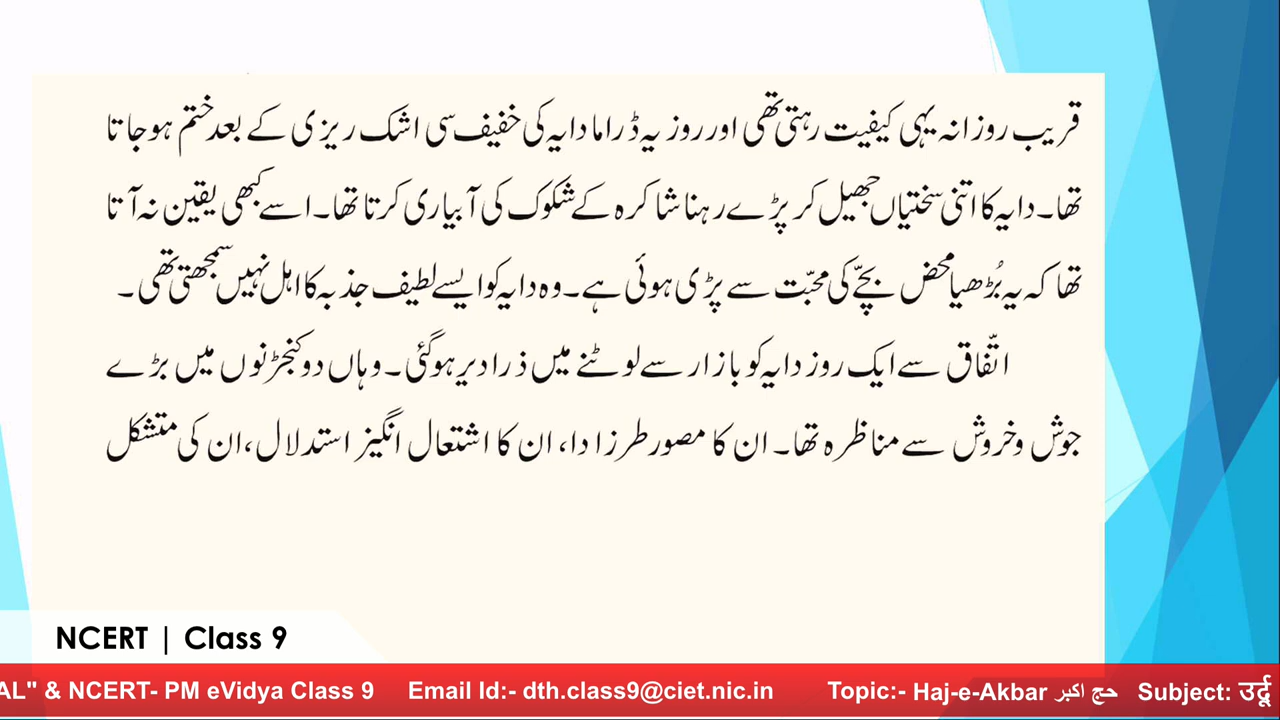 قریب روزانہ یہی کیفیت رہتی تھی اور روز یہ ڈراما دایہ کی خفیف سی اشک ریزی کے بعد ختم ہو جاتا
تھا۔ دایہ کا اتنی سختیاں جھیل کر پڑے رہنا شاکرہ کے شکوک کی آبیاری کرتا تھا۔ اسے کبھی یقین نہ آتا
تھا کہ یہ بُڑھیا محض بچّے کی محبّت سے پڑی ہوئی ہے۔ وہ دایہ کو ایسے لطیف جذبہ کا اہل نہیں سمجھتی تھی۔
اتّفاق سے ایک روز دایہ کو بازار سے لوٹنے میں ذرا دیر ہو گئی۔ وہاں دو کنجڑنوں میں بڑے
جوش و خروش سے مناظرہ تھا۔ ان کا مصور طرز ادا، ان کا اشتعال انگیز استدلال، ان کی متشکل
NCERT | Class 9
AL" & NCERT- PM eVidya Class 9 Email Id:- dth.class9@ciet.nic.in Topic:- Haj-e-Akbar حج اکبر Subject: उर्दू